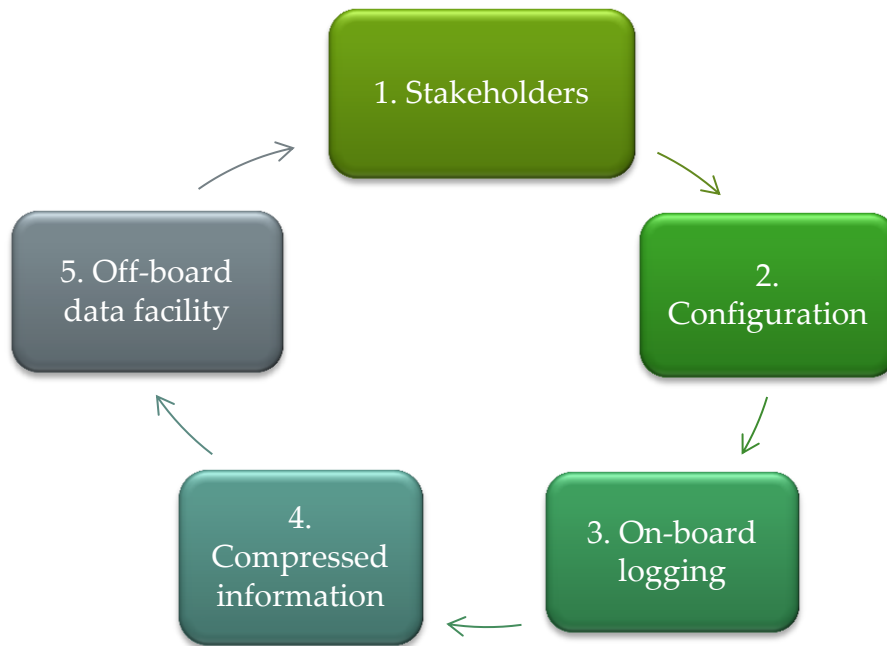 1. Stakeholders
2.
Configuration
3. On-board
logging
4.
Compressed
information
5. Off-board
data facility